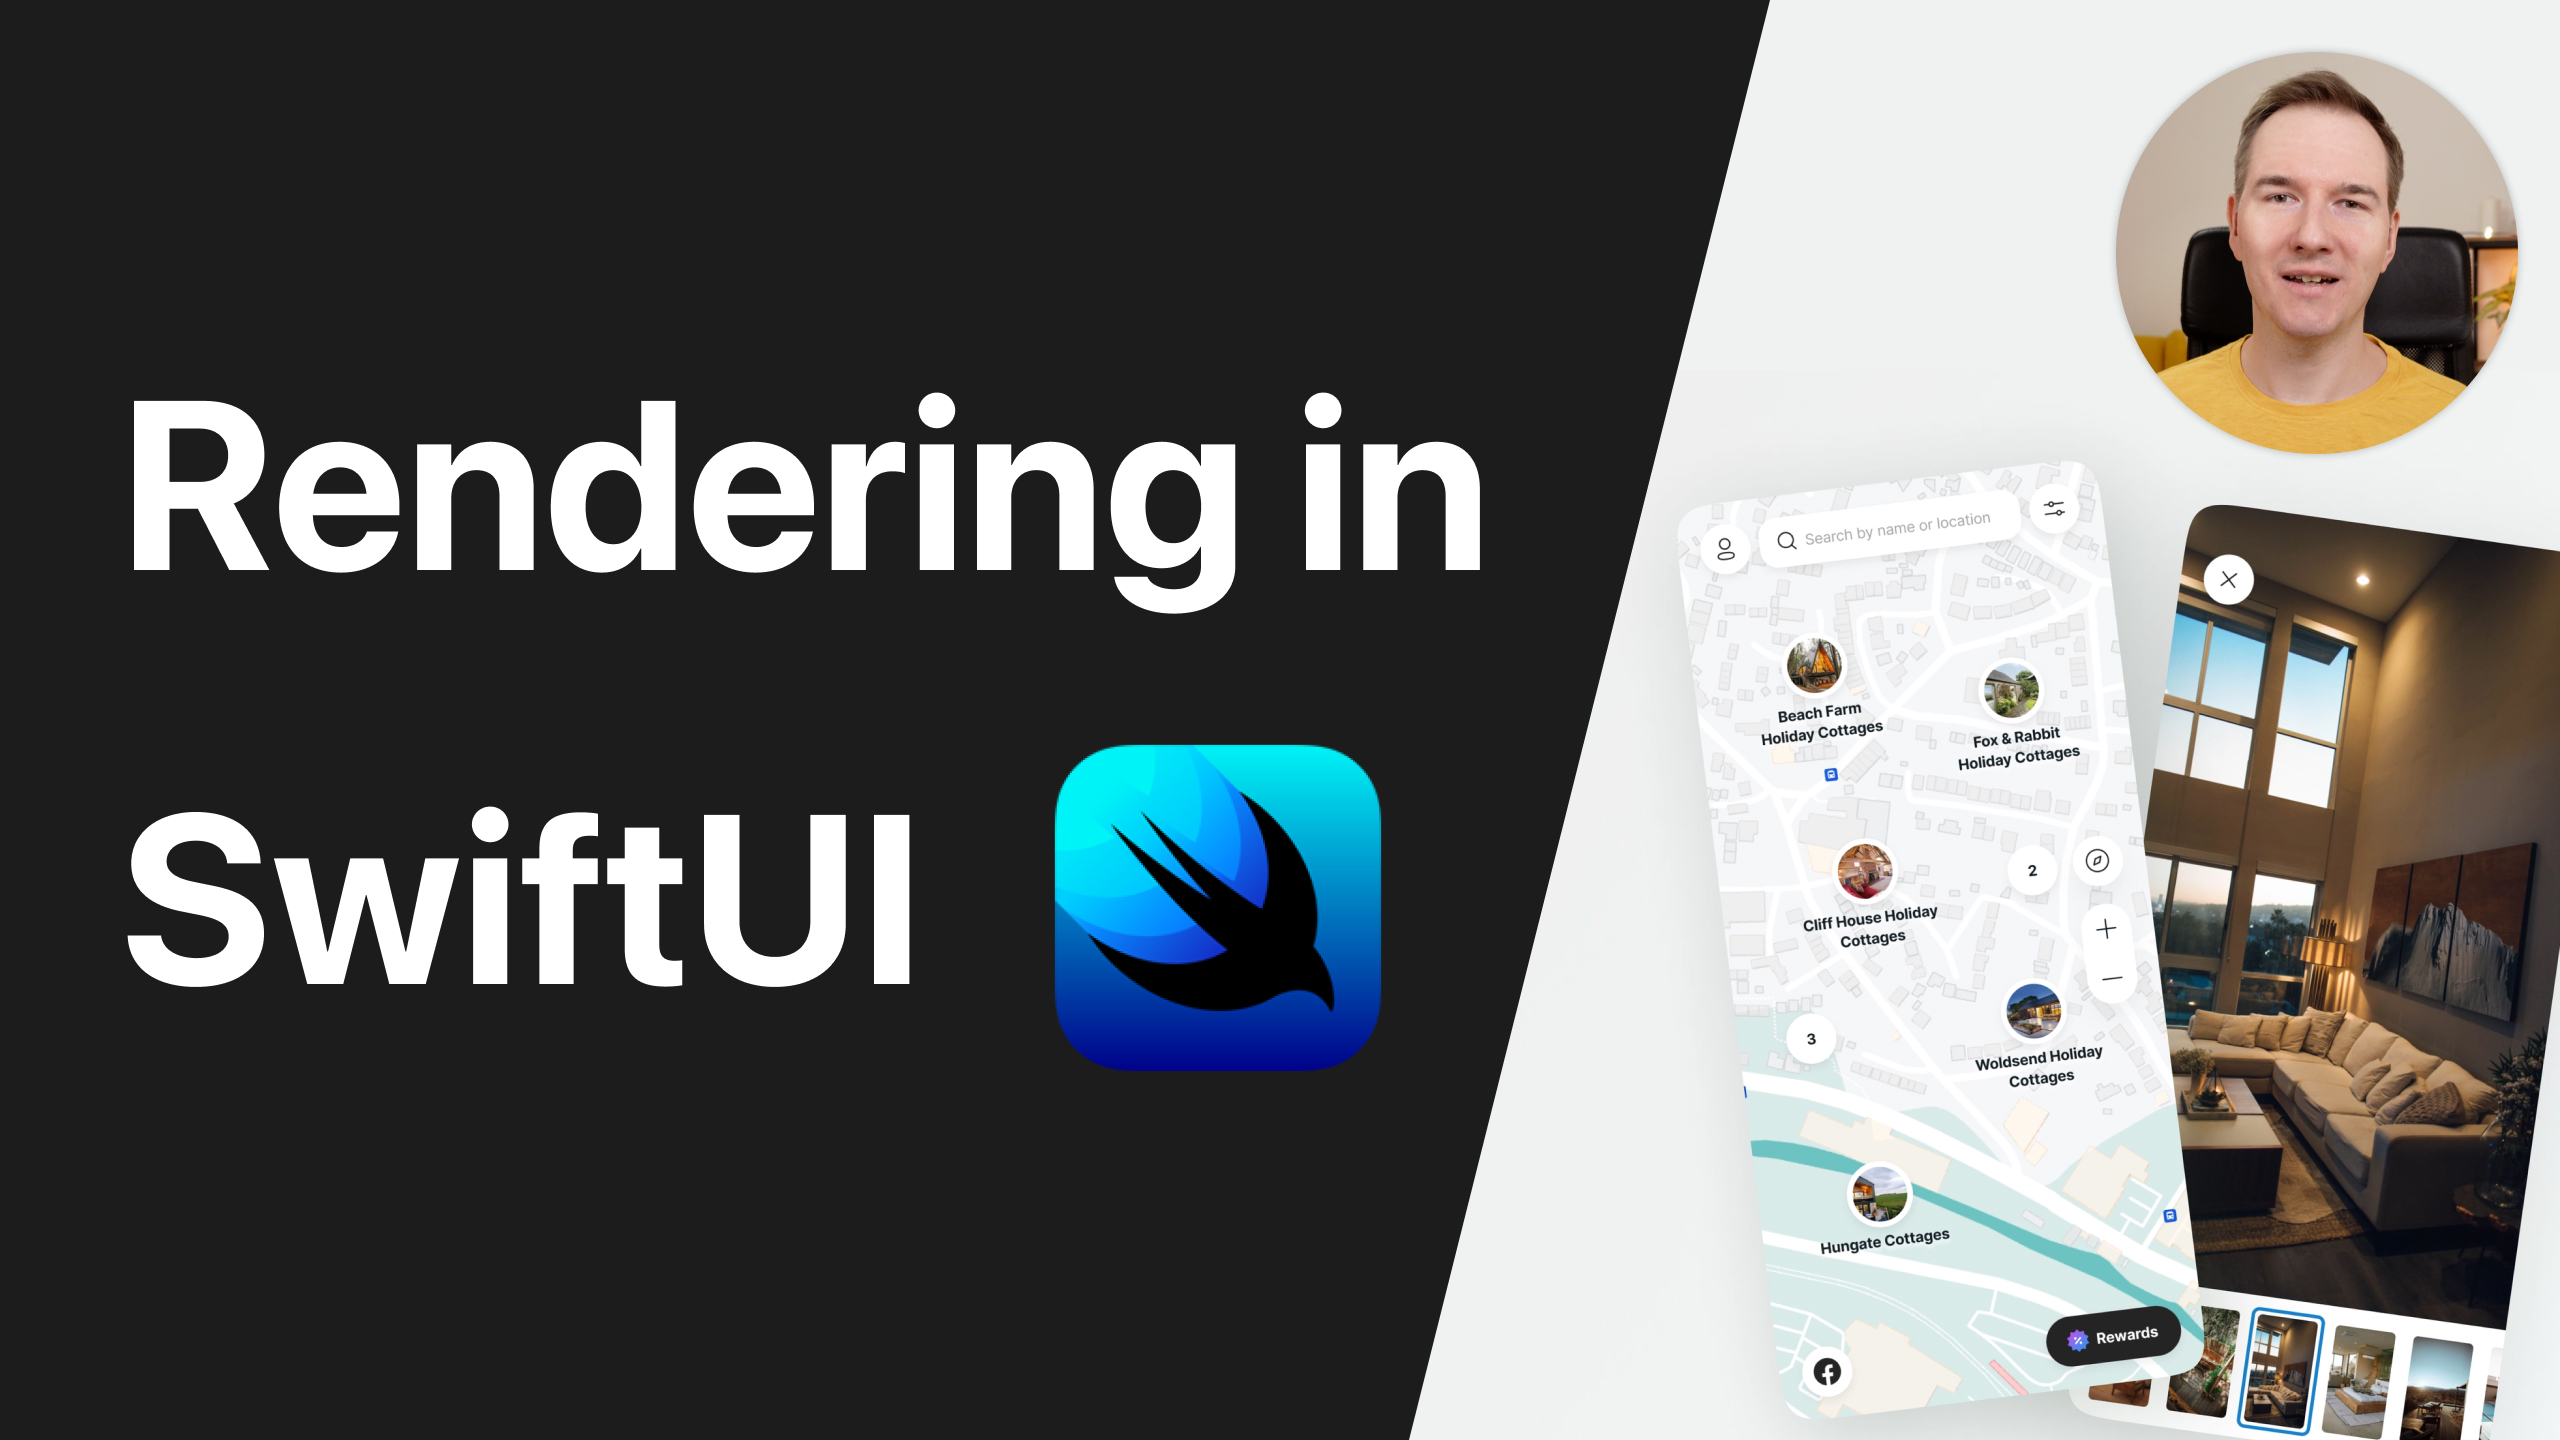 Rendering in
SwiftUI
Search by name or location
Beach Farm
Holiday Cottages
Fox & Rabbit
Holiday Cottages
Cliff House Holiday
Cottages
2
3
Woldsend Holiday
Cottages
Hungate Cottages
Rewards